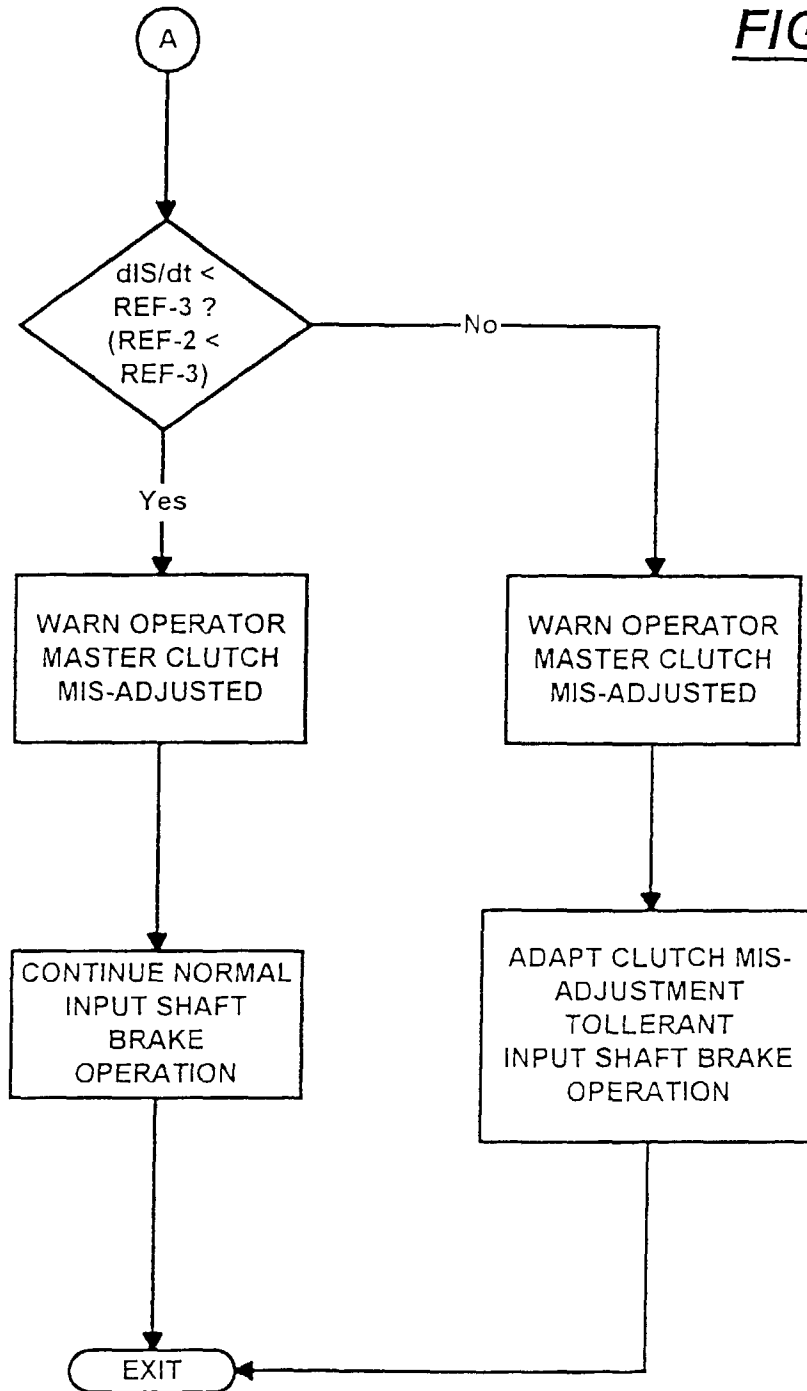 FIG
A
dIS/dt <
REF-3 ?
(REF-2 <
REF-3)
No
Yes
WARN OPERATOR
MASTER CLUTCH
MIS-ADJUSTED
WARN OPERATOR
MASTER CLUTCH
MIS-ADJUSTED
CONTINUE NORMAL
INPUT SHAFT
BRAKE
OPERATION
ADAPT CLUTCH MIS-
ADJUSTMENT
TOLLERANT
INPUT SHAFT BRAKE
OPERATION
EXIT